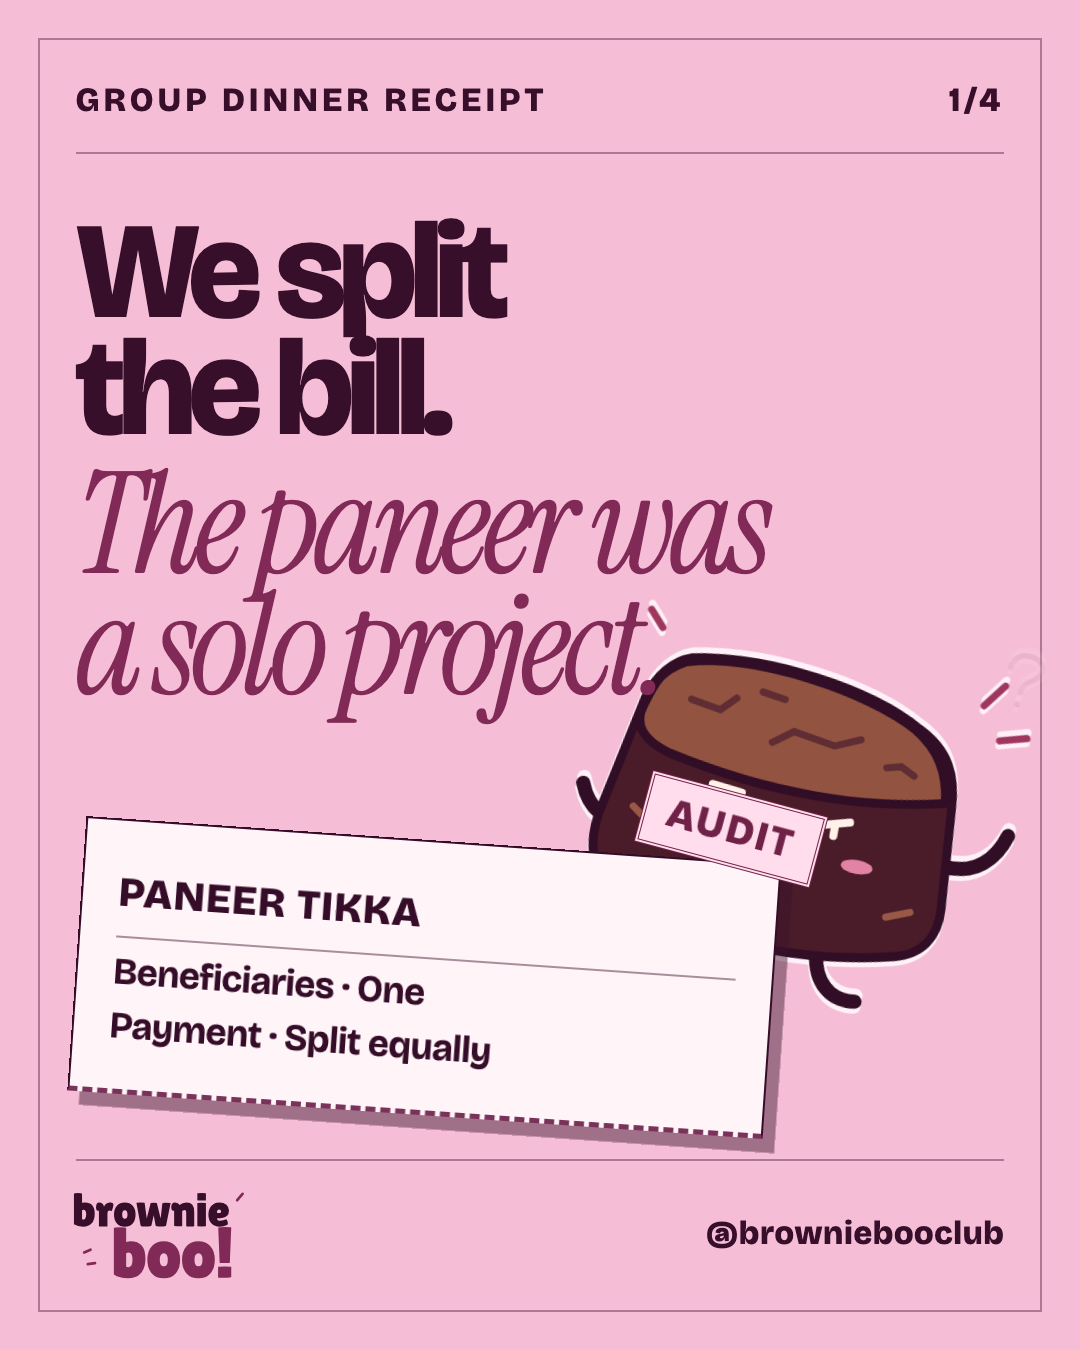 GROUP DINNER RECEIPT 1/4
We split
the bill.
The paneer was
a solo project.
?
AUDIT
PANEER TIKKA
Beneficiaries · One
Payment · Split equally
brownie
boo!
@browniebooclub